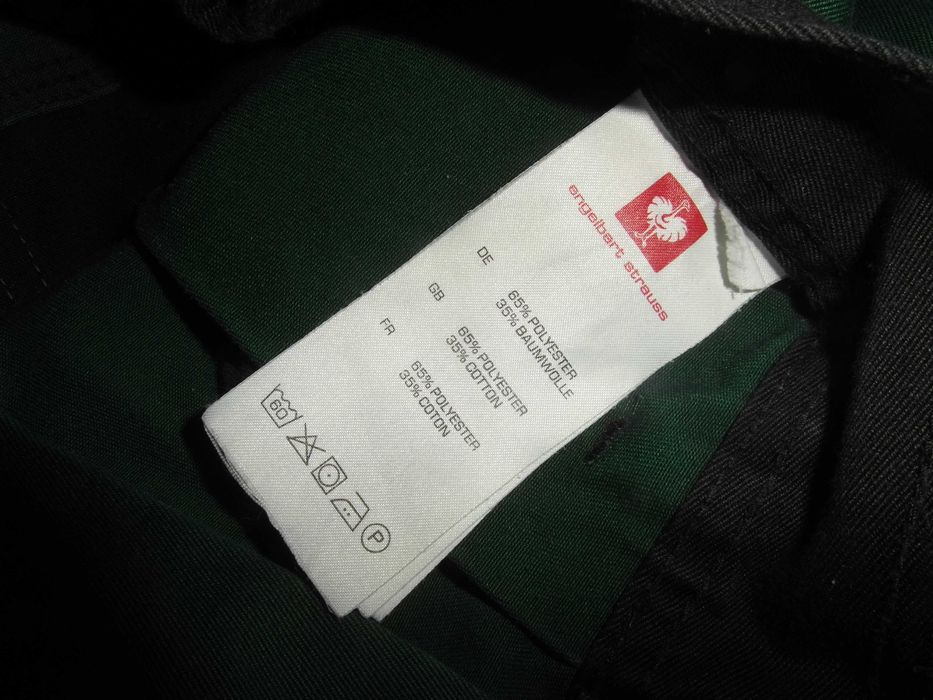 engelbert strauss
DE
65% POLYESTER
35% BAUMWOLLE
GB
65% POLYESTER
35% COTTON
FR
65% POLYESTER
35% COTON
60
P